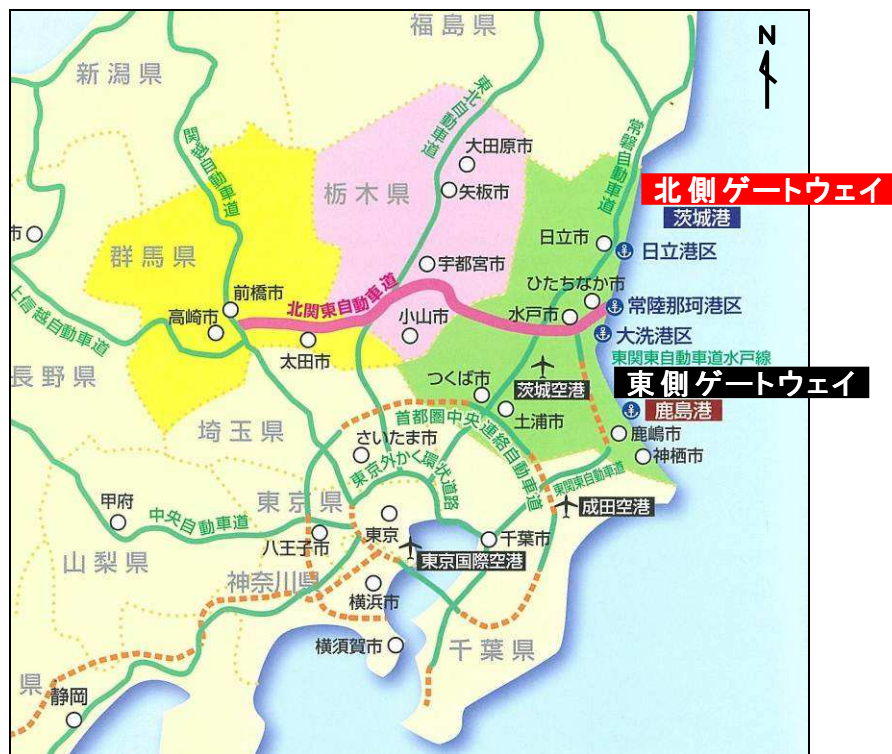 福島県
N
新潟県
関越自動車道
東北自動車道
常磐自動車道
大田原市
矢板市
栃木県
北側ゲートウェイ
茨城港
市
群馬県
日立市
日立港区
宇都宮市
ひたちなか市
前橋市
北関東自動車道
常陸那珂港区
高崎市
小山市
水戸市
大洗港区
上信越自動車道
太田市
東関東自動車道水戸線
長野県
つくば市
茨城空港
東側ゲートウェイ
埼玉県
首都圏中央連絡自動車道
土浦市
鹿島港
さいたま市
鹿嶋市
東京外かく環状道路
神栖市
東関東自動車道
甲府
中央自動車道
東京県
東京
成田空港
八王子市
千葉市
山梨県
東京国際空港
神奈川県
横浜市
横須賀市
千葉県
県
静岡